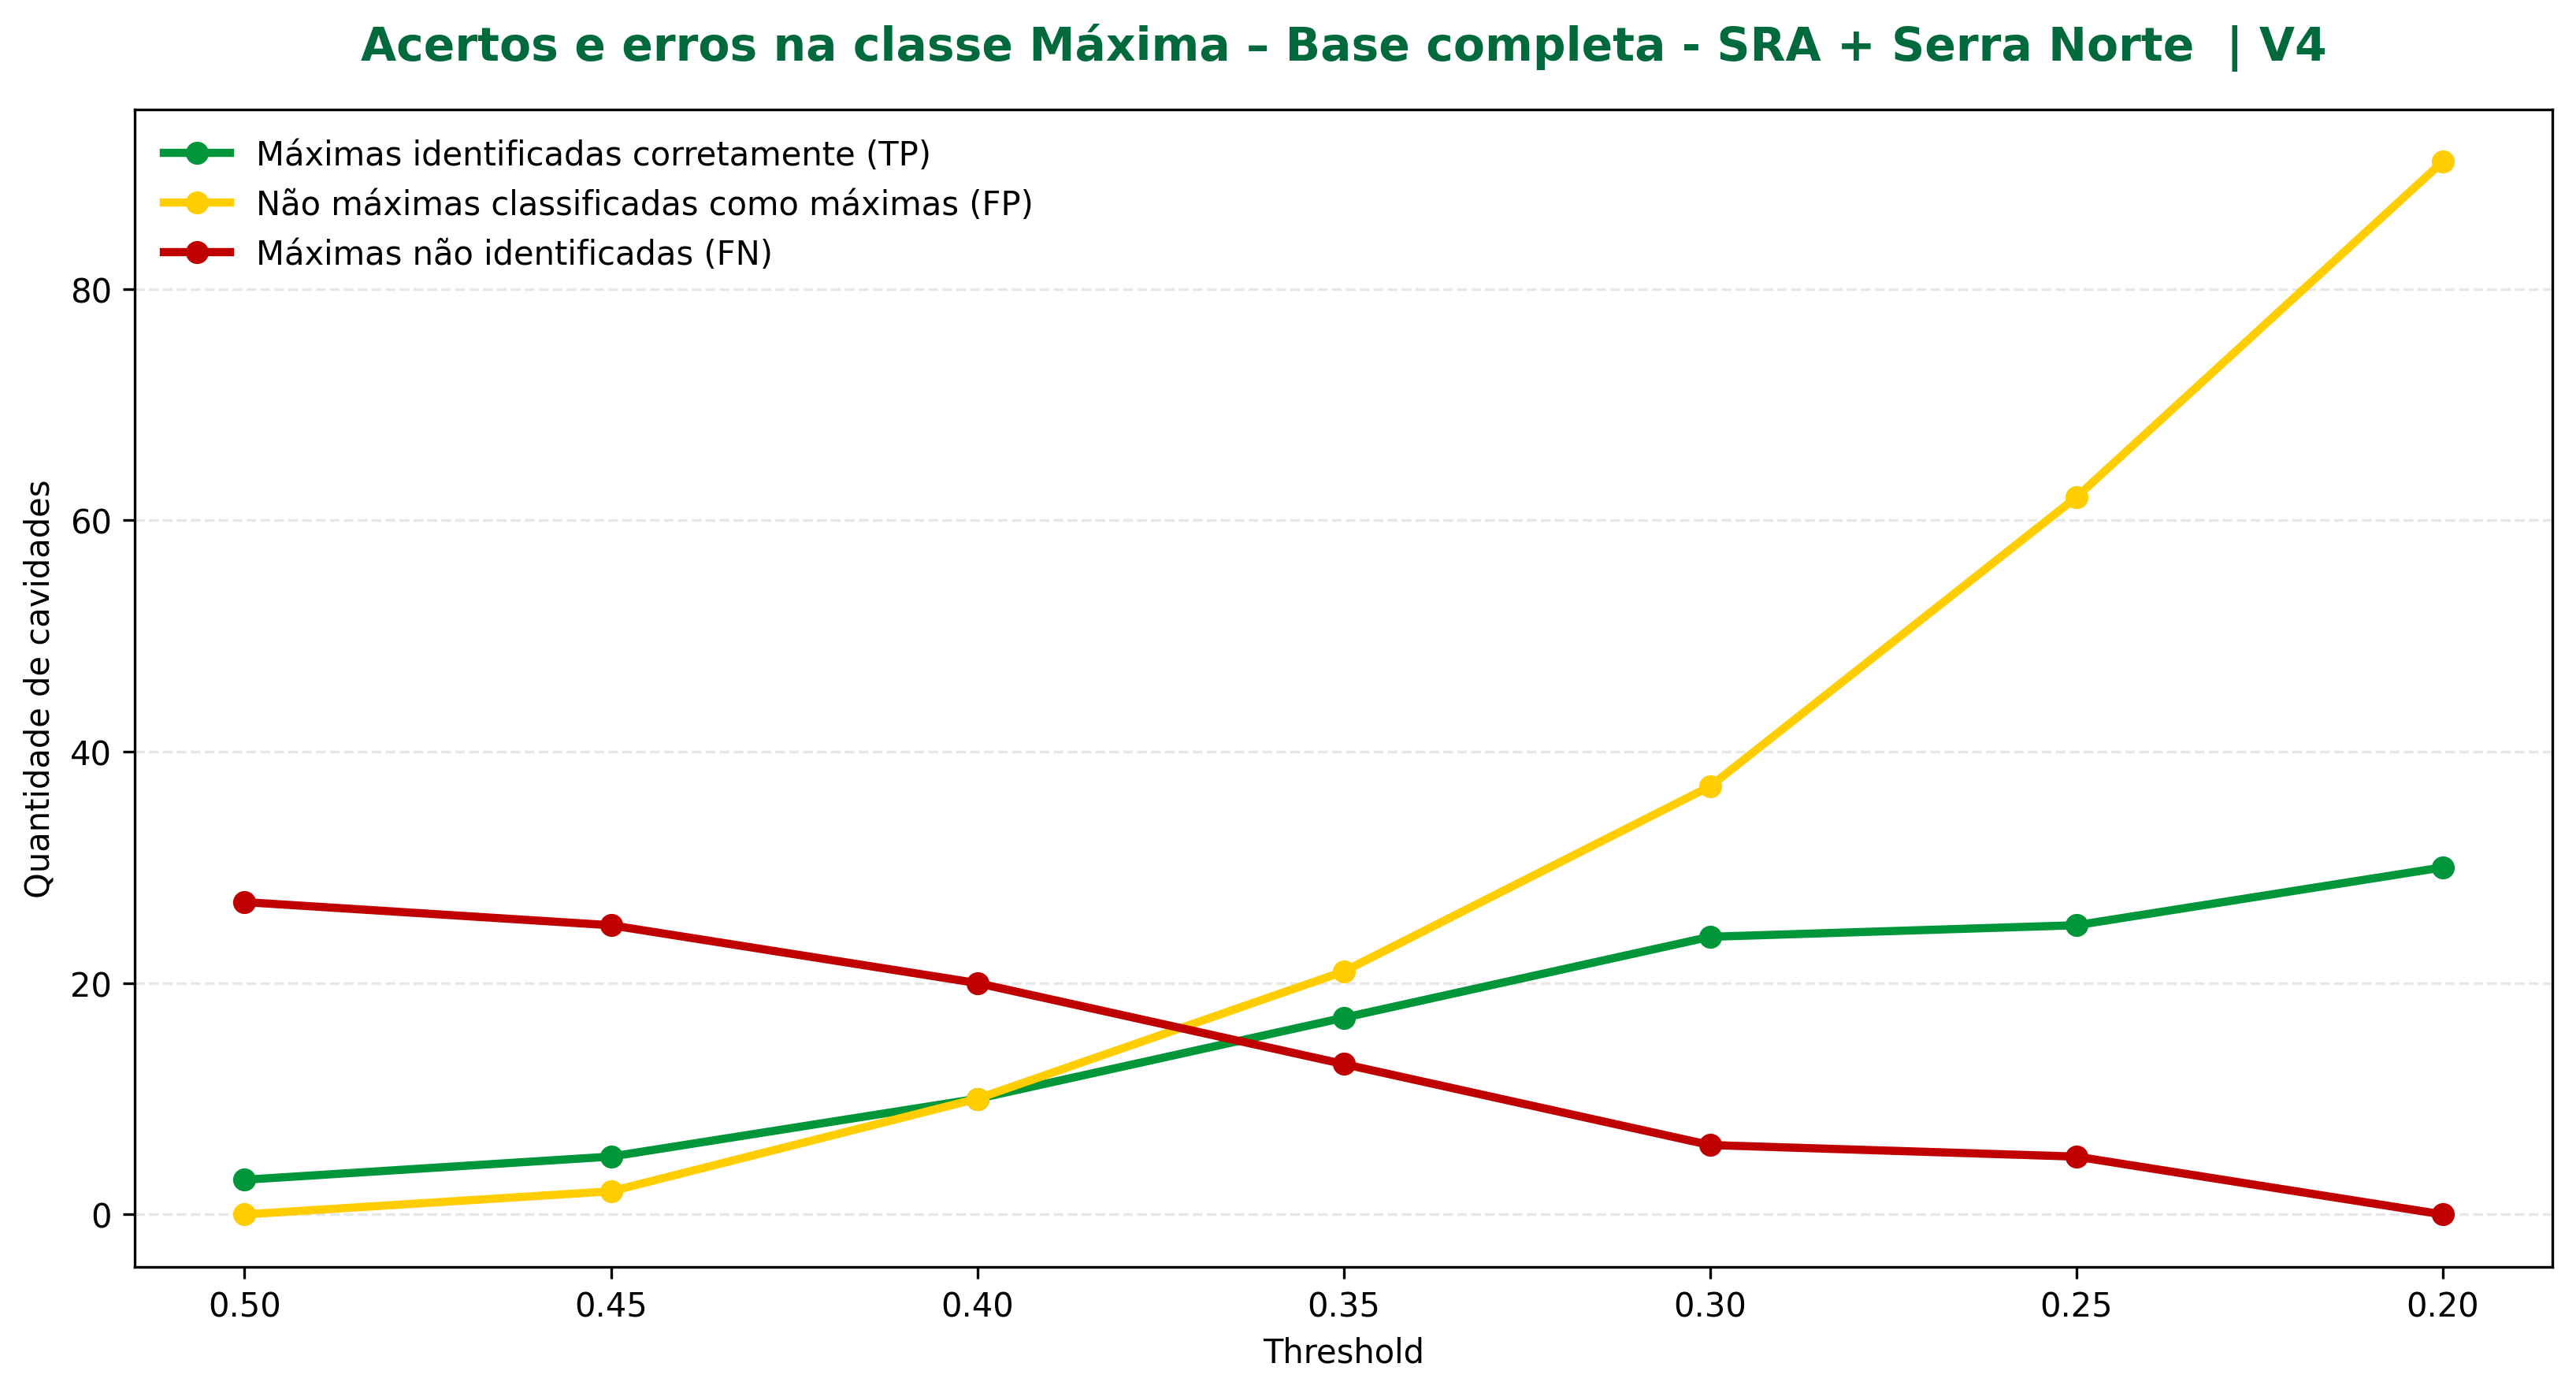 Acertos e erros na classe Máxima – Base completa - SRA + Serra Norte | V4
Máximas identificadas corretamente (TP)
Não máximas classificadas como máximas (FP)
Máximas não identificadas (FN)
Quantidade de cavidades
80
60
40
20
0
0.50 0.45 0.40 0.35 0.30 0.25 0.20
Threshold